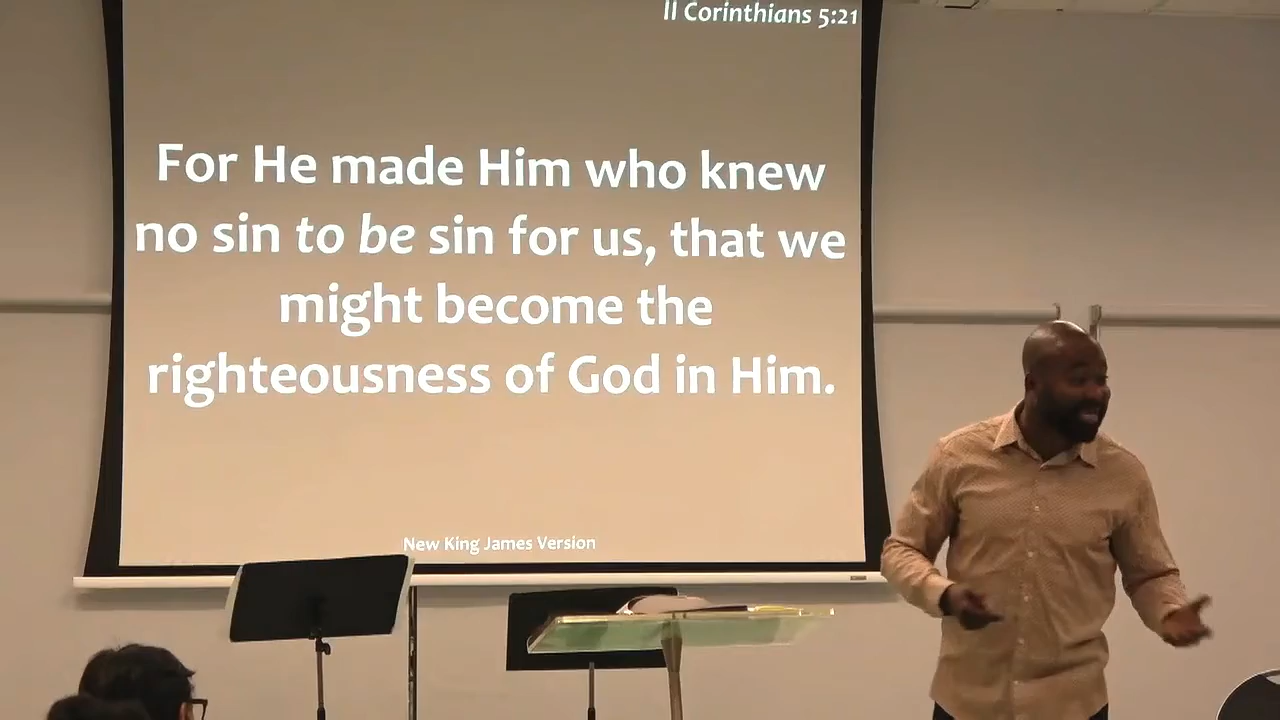 II Corinthians 5:21
For He made Him who knew
no sin to be sin for us, that we
might become the
righteousness of God in Him.
New King James Version